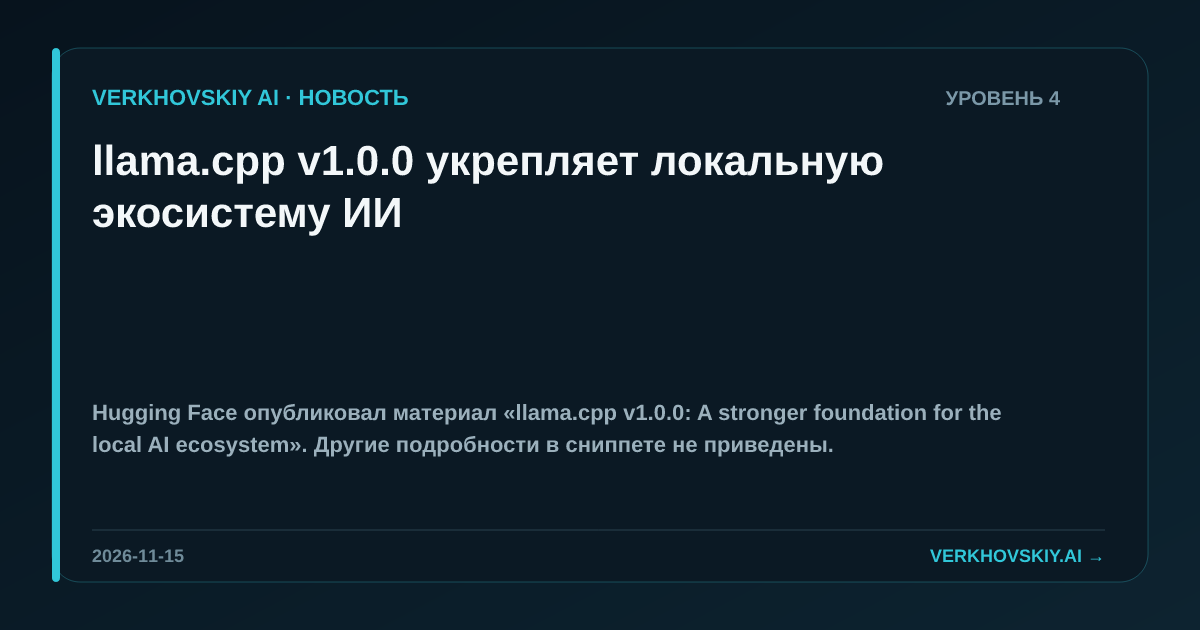 VERKHOVSKIY AI · НОВОСТЬ
УРОВЕНЬ 4
llama.cpp v1.0.0 укрепляет локальную
экосистему ИИ
Hugging Face опубликовал материал «llama.cpp v1.0.0: A stronger foundation for the
local AI ecosystem». Другие подробности в сниппете не приведены.
2026-11-15
VERKHOVSKIY.AI →